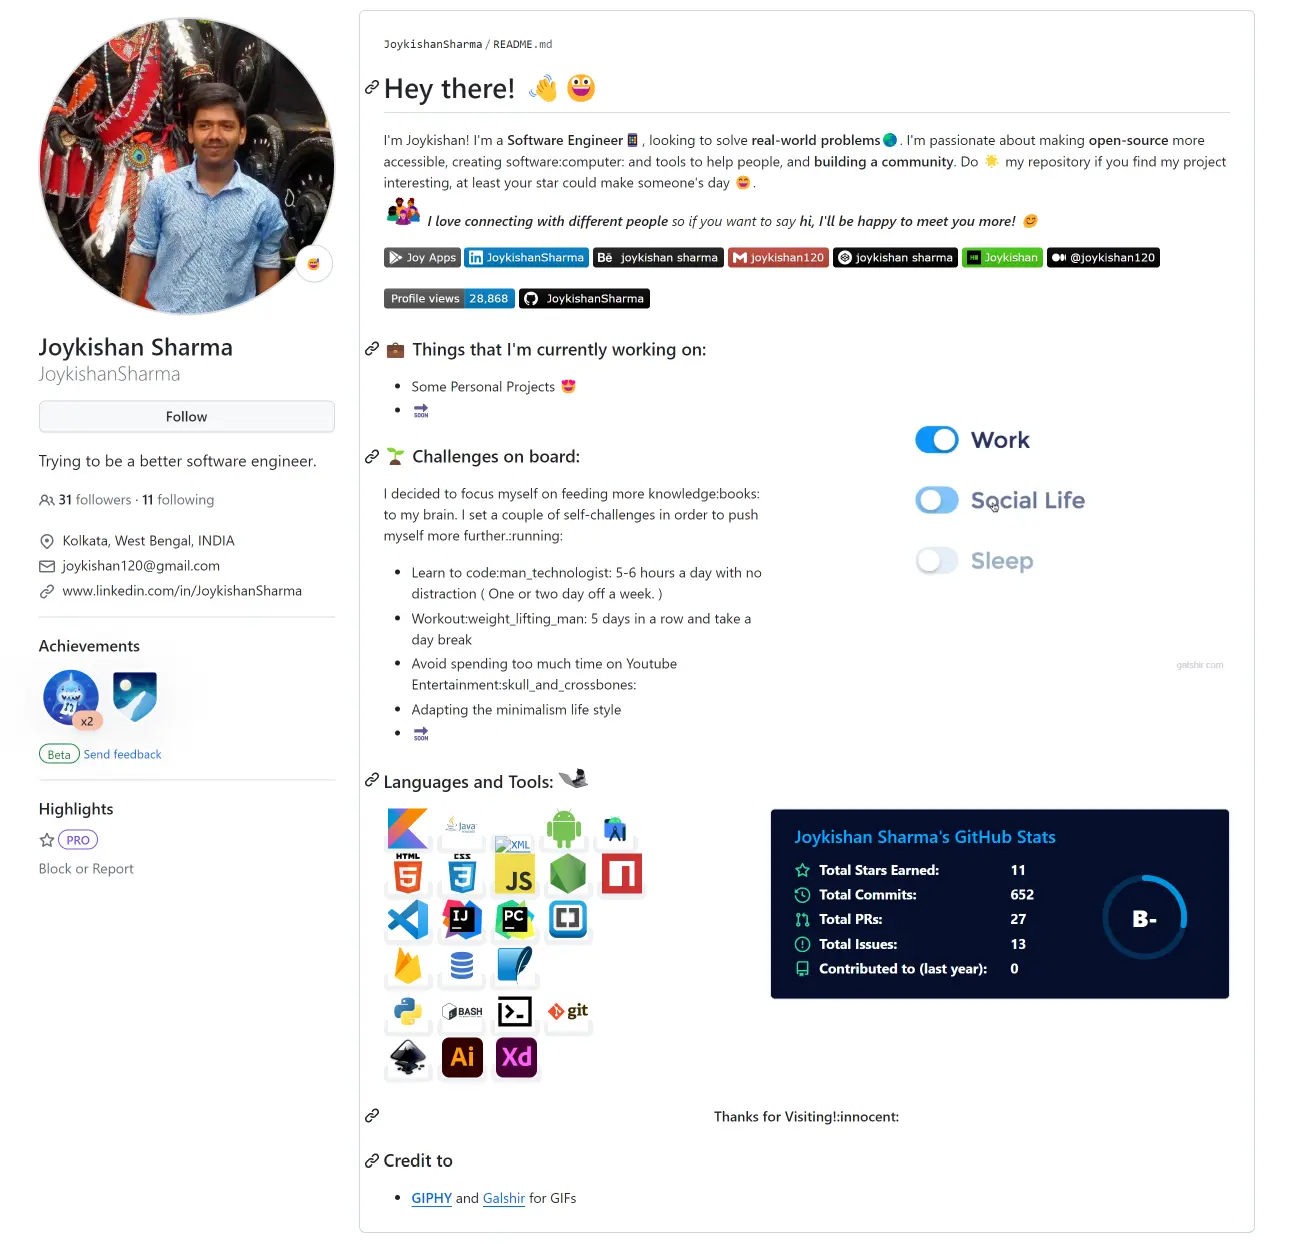 Joykishan Sharma
JoykishanSharma
Follow
Trying to be a better software engineer.
31 followers · 11 following
Kolkata, West Bengal, INDIA
joykishan120@gmail.com
www.linkedin.com/in/JoykishanSharma
Achievements
x2
Beta Send feedback
Highlights
PRO
Block or Report
JoykishanSharma/README.md
Hey there! 👋 😀
I'm Joykishan! I'm a Software Engineer📱, looking to solve real-world problems🌏. I'm passionate about making open-source more
accessible, creating software:computer: and tools to help people, and building a community. Do 🌟 my repository if you find my project
interesting, at least your star could make someone's day 😄.
I love connecting with different people so if you want to say hi, I'll be happy to meet you more! 😊
Joy Apps JoykishanSharma Bē joykishan sharma joykishan120 joykishan sharma Joykishan @joykishan120
Profile views 28,868 JoykishanSharma
💼 Things that I'm currently working on:
Some Personal Projects 😍
🔜
🌱 Challenges on board:
I decided to focus myself on feeding more knowledge:books:
to my brain. I set a couple of self-challenges in order to push
myself more further.:running:
Learn to code:man_technologist: 5-6 hours a day with no
distraction ( One or two day off a week. )
Workout:weight_lifting_man: 5 days in a row and take a
day break
Avoid spending too much time on Youtube
Entertainment:skull_and_crossbones:
Adapting the minimalism life style
🔜
Work
Social Life
Sleep
galshir.com
Languages and Tools:
Java
XML
HTML
5
CSS
3
JS
IJ
PC
BASH
git
Ai
Xd
Joykishan Sharma's GitHub Stats
Total Stars Earned: 11
Total Commits: 652
Total PRs: 27
Total Issues: 13
Contributed to (last year): 0
B-
Thanks for Visiting!:innocent:
Credit to
GIPHY and Galshir for GIFs